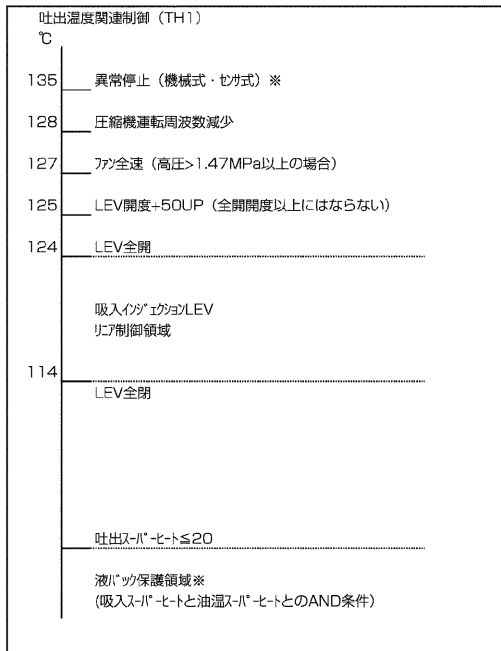 吐出温度関連制御（TH1）
℃
135 異常停止（機械式・センサ式）※
128 圧縮機運転周波数減少
127 ファン全速（高圧>1.47MPa以上の場合）
125 LEV開度+50UP（全開開度以上にはならない）
124 LEV全開
吸入インジェクションLEV
リニア制御領域
114
LEV全閉
吐出スーパーヒート≦20
液バック保護領域※
(吸入スーパーヒートと油温スーパーヒートとのAND条件）